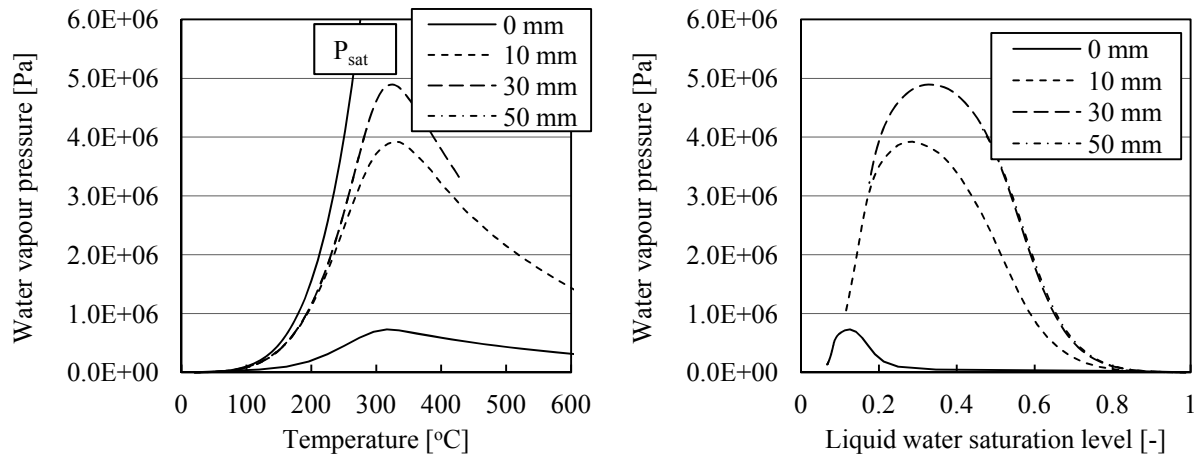 Water vapour pressure [Pa]
6.0E+06
5.0E+06
4.0E+06
3.0E+06
2.0E+06
1.0E+06
0.0E+00
0 100 200 300 400 500 600
Temperature [°C]
Psat
0 mm
10 mm
30 mm
50 mm
Water vapour pressure [Pa]
6.0E+06
5.0E+06
4.0E+06
3.0E+06
2.0E+06
1.0E+06
0.0E+00
0 0.2 0.4 0.6 0.8 1
Liquid water saturation level [-]
0 mm
10 mm
30 mm
50 mm